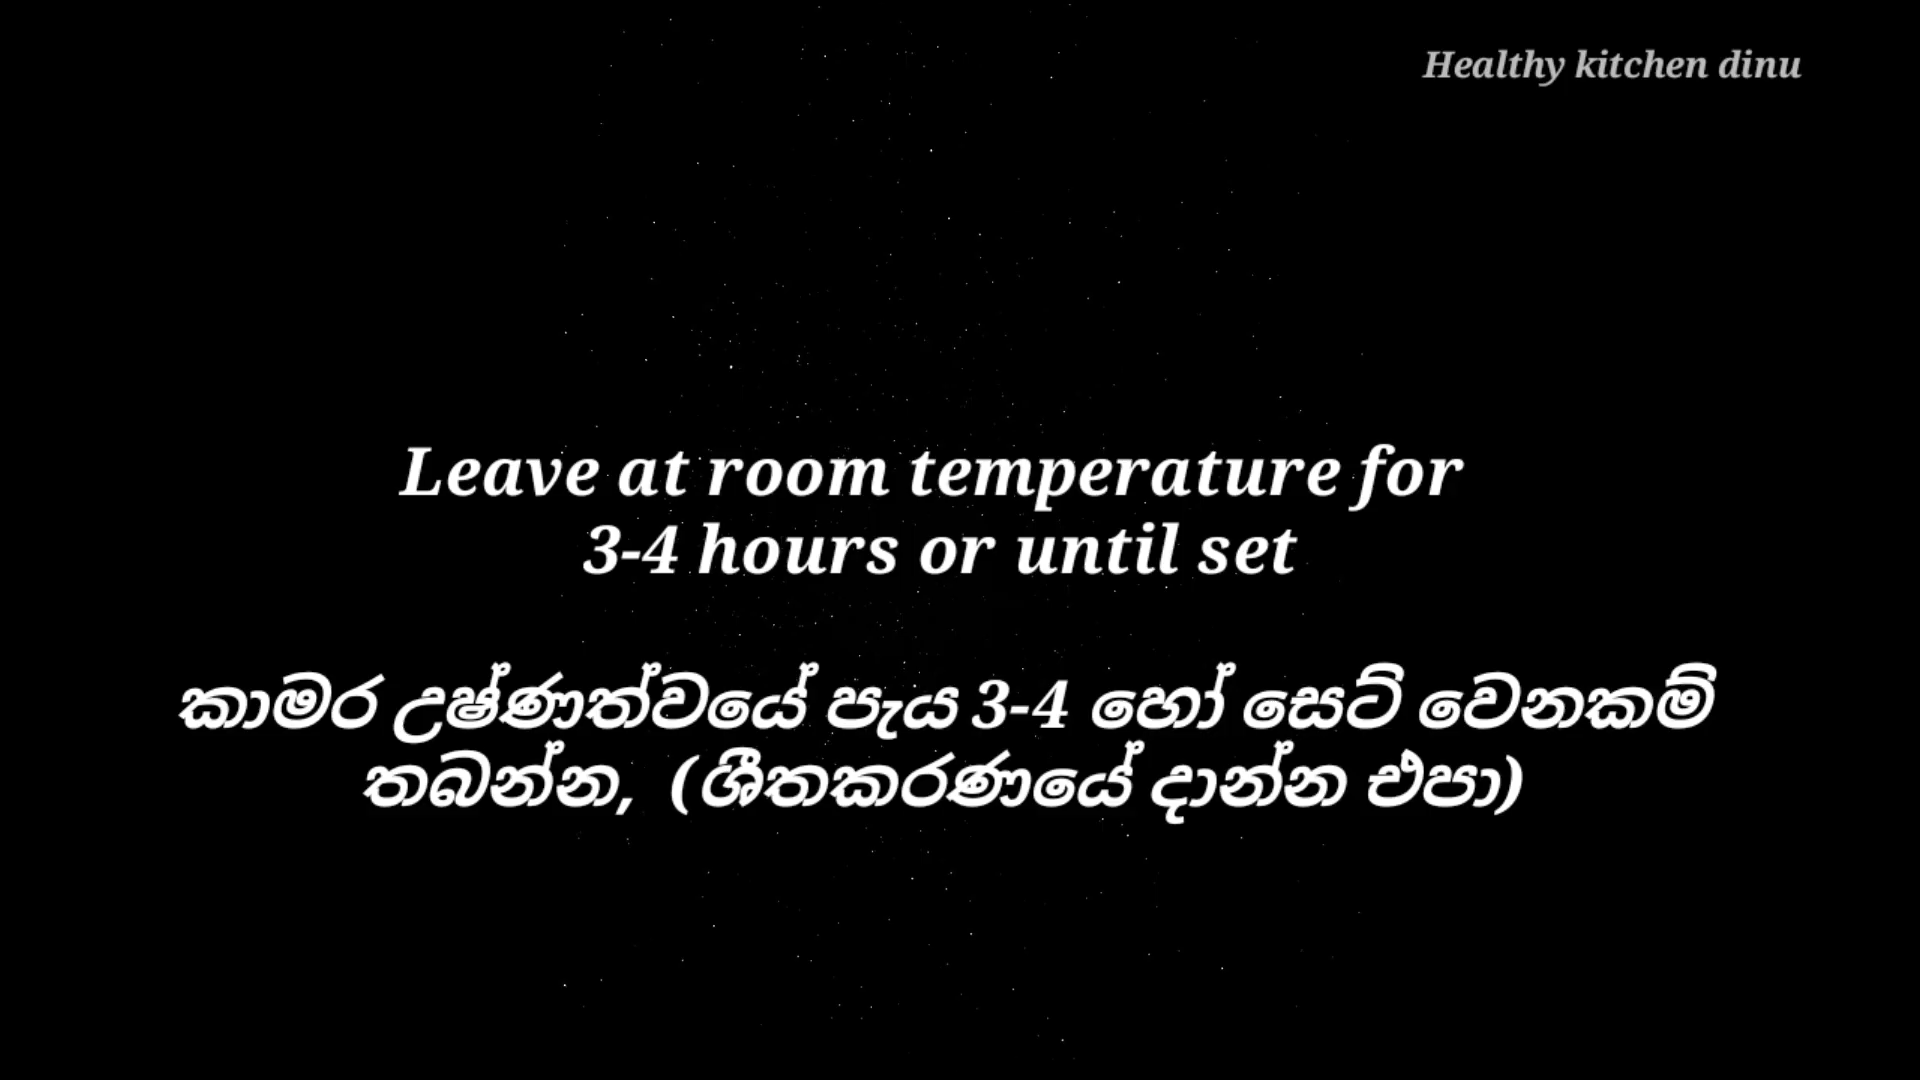 Healthy kitchen dinu
Leave at room temperature for
3-4 hours or until set
කාමර උෂ්ණත්වයේ පැය 3-4 හෝ සෙට් වෙනකම්
තබන්න, (ශීතකරණයේ දාන්න එපා)